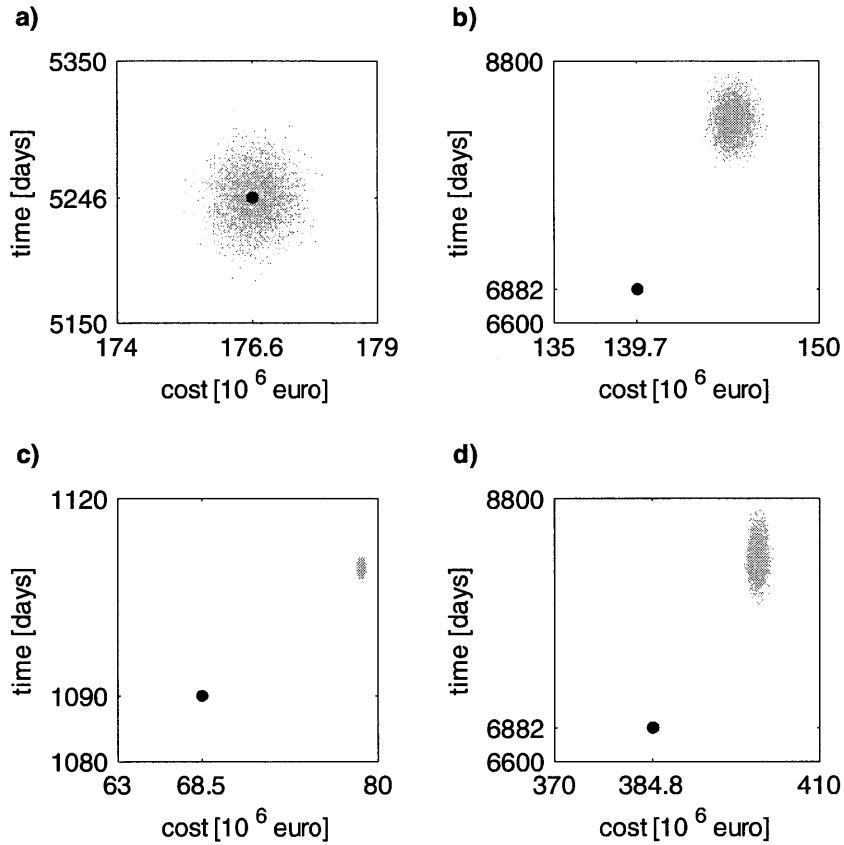 a)
5350
time [days]
5246
5150
174
176.6
179
cost [10 6 euro]
b)
8800
time [days]
6882
6600
135
139.7
150
cost [10 6 euro]
c)
1120
time [days]
1090
1080
63
68.5
80
cost [10 6 euro]
d)
8800
time [days]
6882
6600
370
384.8
410
cost [10 6 euro]